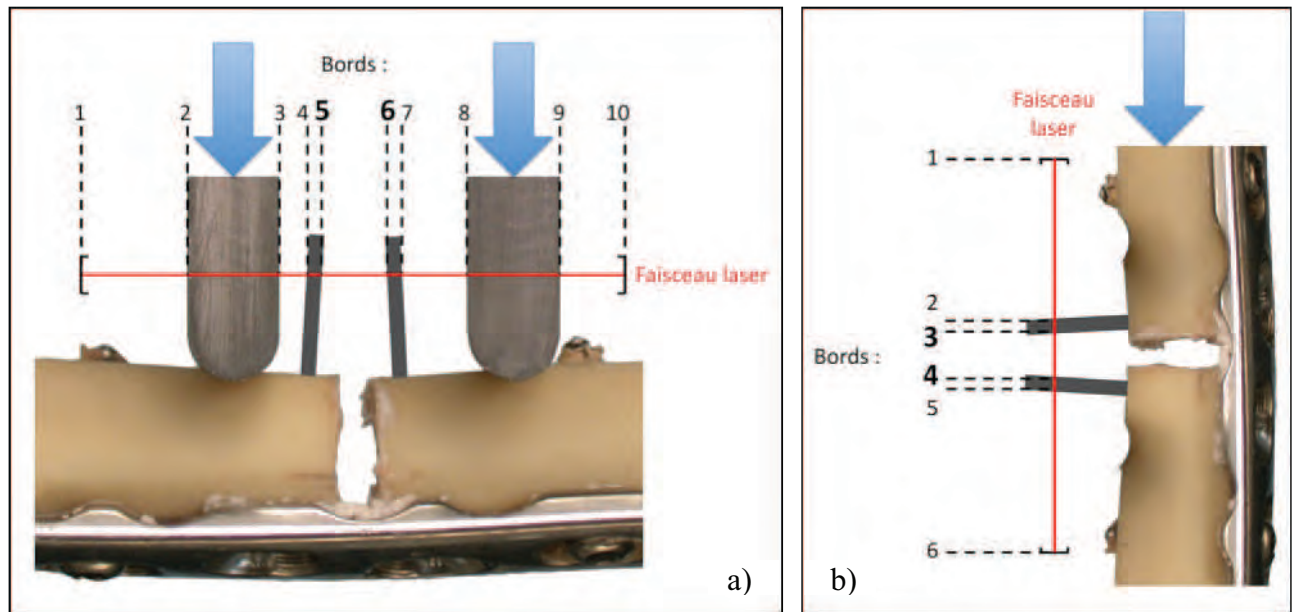 Bords :
1 2 3 4 5 6 7 8 9 10
Faisceau laser
a)
Faisceau
laser
1
2
3
Bords : 4
5
6
b)